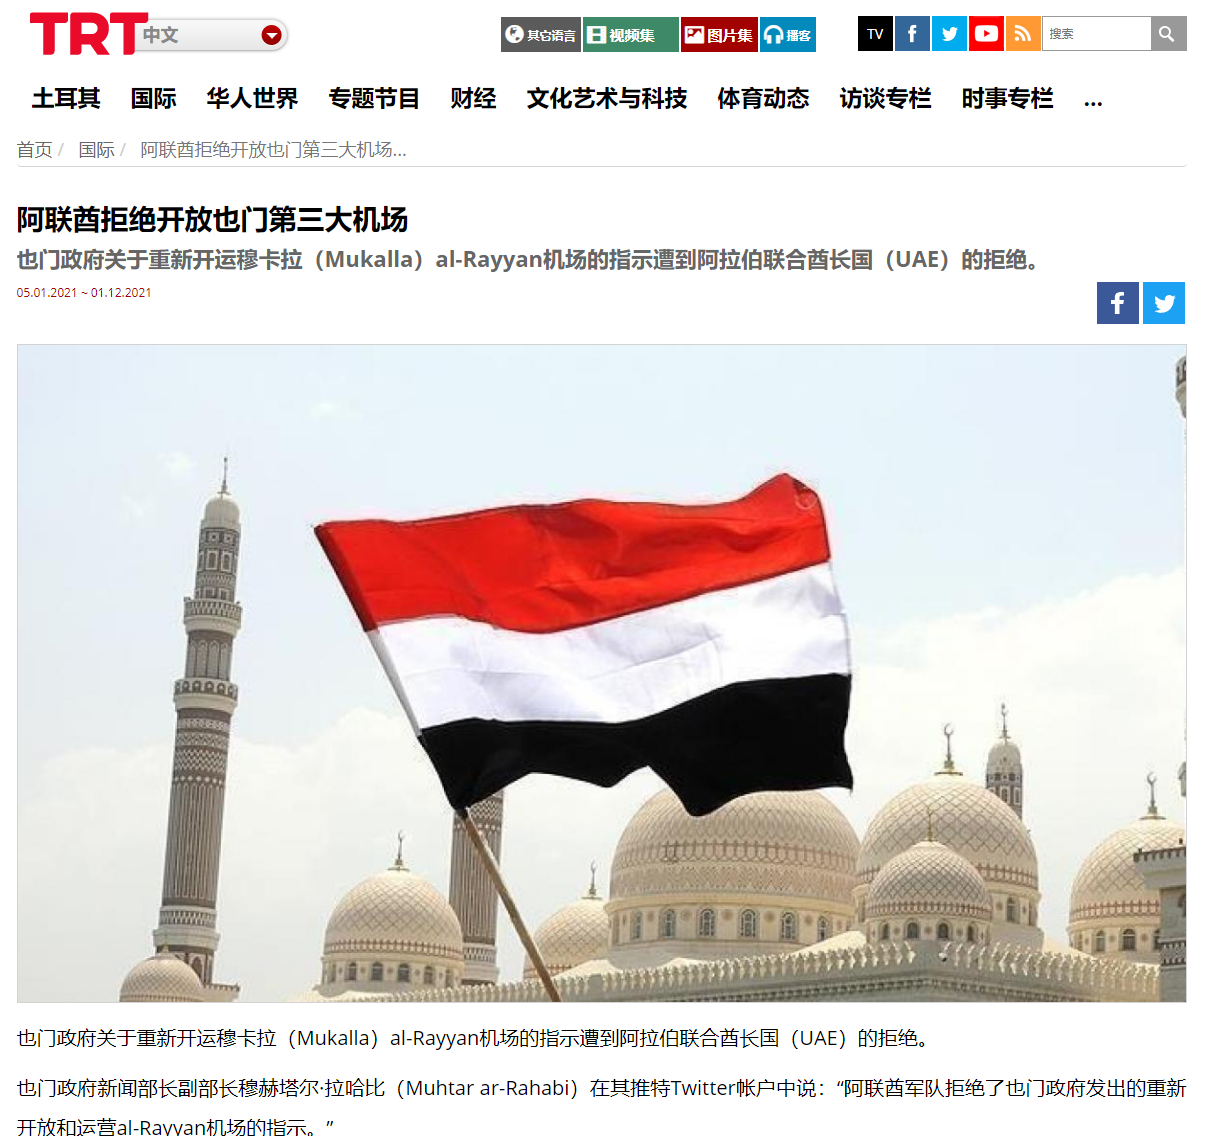 TRT 中文
其它语言 视频集 图片集 播客 TV 搜索
土耳其 国际 华人世界 专题节目 财经 文化艺术与科技 体育动态 访谈专栏 时事专栏 ...
首页 / 国际 / 阿联酋拒绝开放也门第三大机场...
阿联酋拒绝开放也门第三大机场
也门政府关于重新开运穆卡拉（Mukalla）al-Rayyan机场的指示遭到阿拉伯联合酋长国（UAE）的拒绝。
05.01.2021 ~ 01.12.2021
也门政府关于重新开运穆卡拉（Mukalla）al-Rayyan机场的指示遭到阿拉伯联合酋长国（UAE）的拒绝。
也门政府新闻部长副部长穆赫塔尔·拉哈比（Muhtar ar-Rahabi）在其推特Twitter帐户中说：“阿联酋军队拒绝了也门政府发出的重新
开放和运营al-Rayyan机场的指示。”